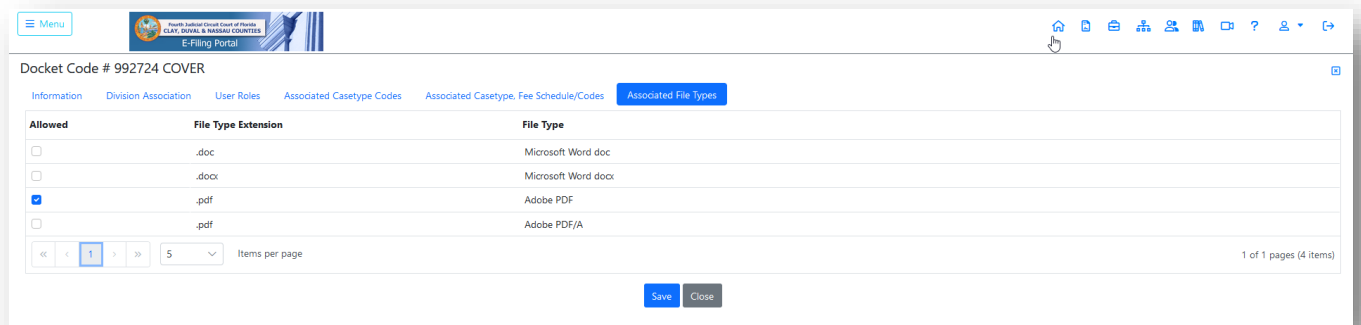 Menu
Fourth Judicial Circuit Court of Florida
CLAY, DUVAL & NASSAU COUNTIES
E-Filing Portal
?
Docket Code # 992724 COVER
Information Division Association User Roles Associated Casetype Codes Associated Casetype, Fee Schedule/Codes Associated File Types
Allowed File Type Extension File Type
.doc Microsoft Word doc
.docx Microsoft Word docx
.pdf Adobe PDF
.pdf Adobe PDF/A
« ‹ 1 › » 5 Items per page 1 of 1 pages (4 items)
Save Close